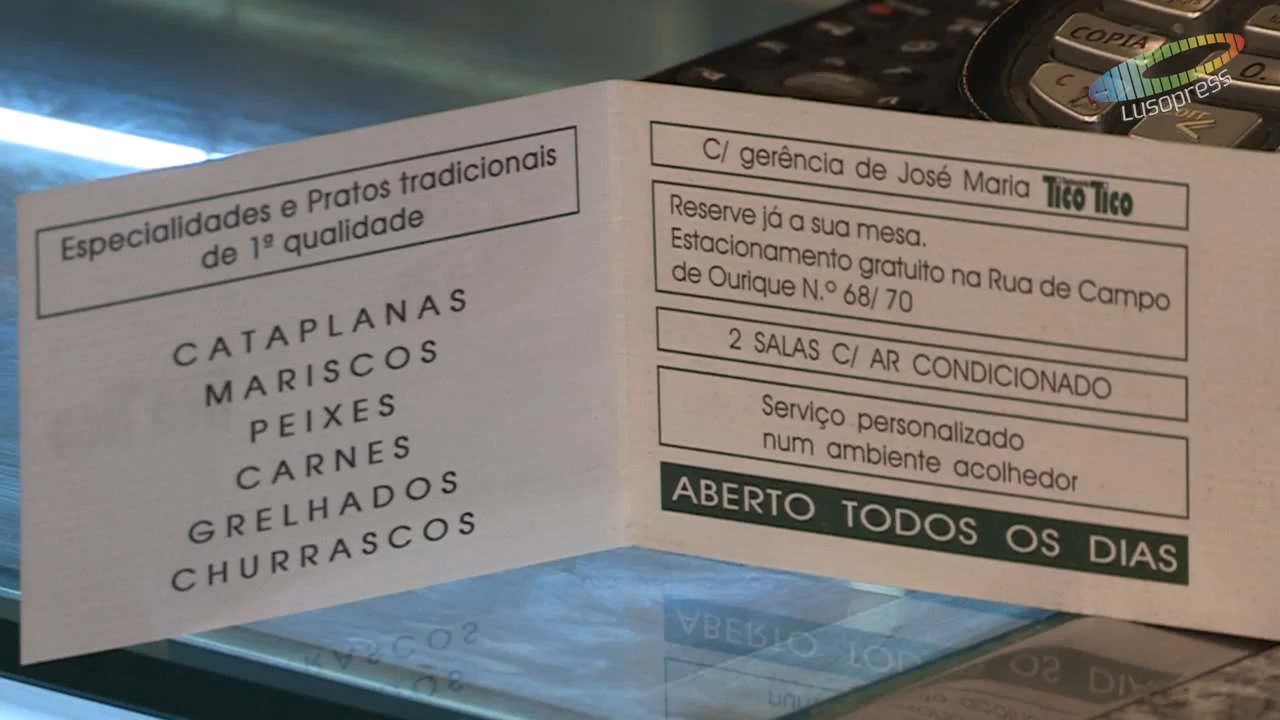 COPIA
LUSOPRESS
Especialidades e Pratos tradicionais
de 1ª qualidade
CATAPLANAS
MARISCOS
PEIXES
CARNES
GRELHADOS
CHURRASCOS
C/ gerência de José Maria Tico Tico
Reserve já a sua mesa.
Estacionamento gratuito na Rua de Campo
de Ourique N.º 68/70
2 SALAS C/ AR CONDICIONADO
Serviço personalizado
num ambiente acolhedor
ABERTO TODOS OS DIAS